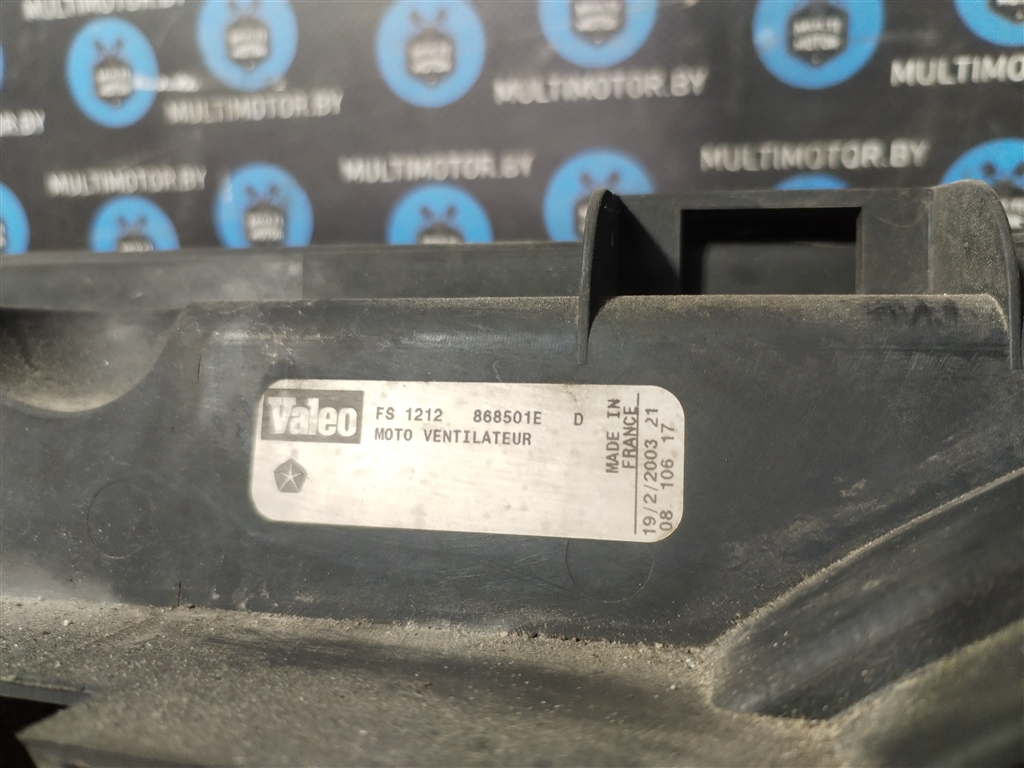 MULTIMOTOR.BY
MULTIMOTOR.BY
MULTIMOTOR.BY
MULTIMOTOR.BY
MULTIMOTOR.BY
Valeo
FS 1212 868501E D
MOTO VENTILATEUR
MADE IN
FRANCE
19/2/2003 21
08 106 17